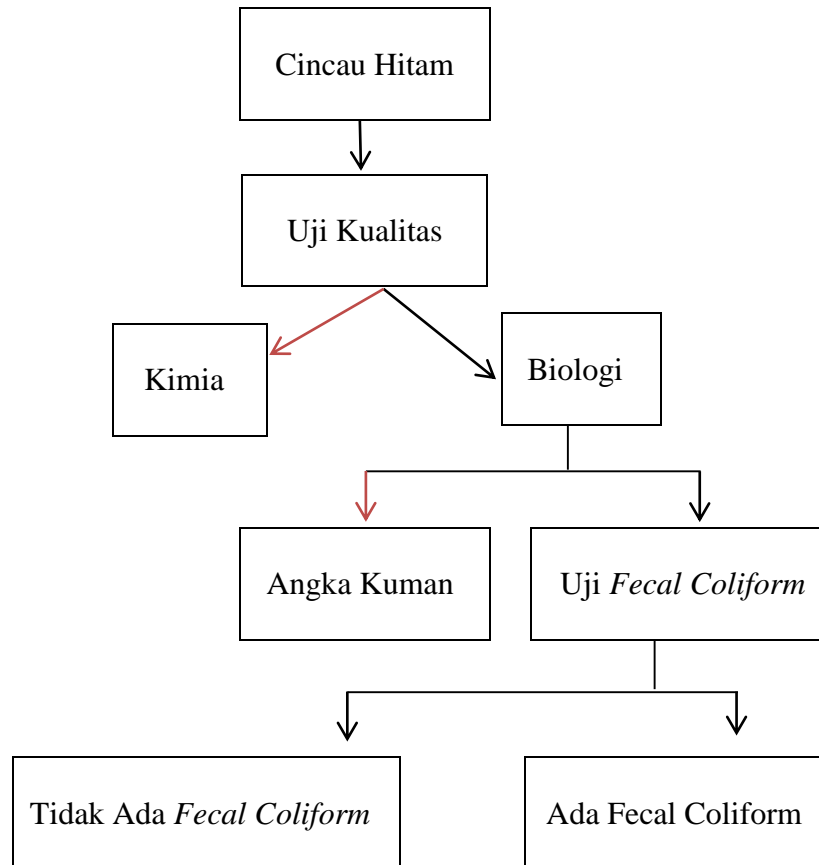 Cincau Hitam
Uji Kualitas
Kimia
Biologi
Angka Kuman
Uji Fecal Coliform
Tidak Ada Fecal Coliform
Ada Fecal Coliform